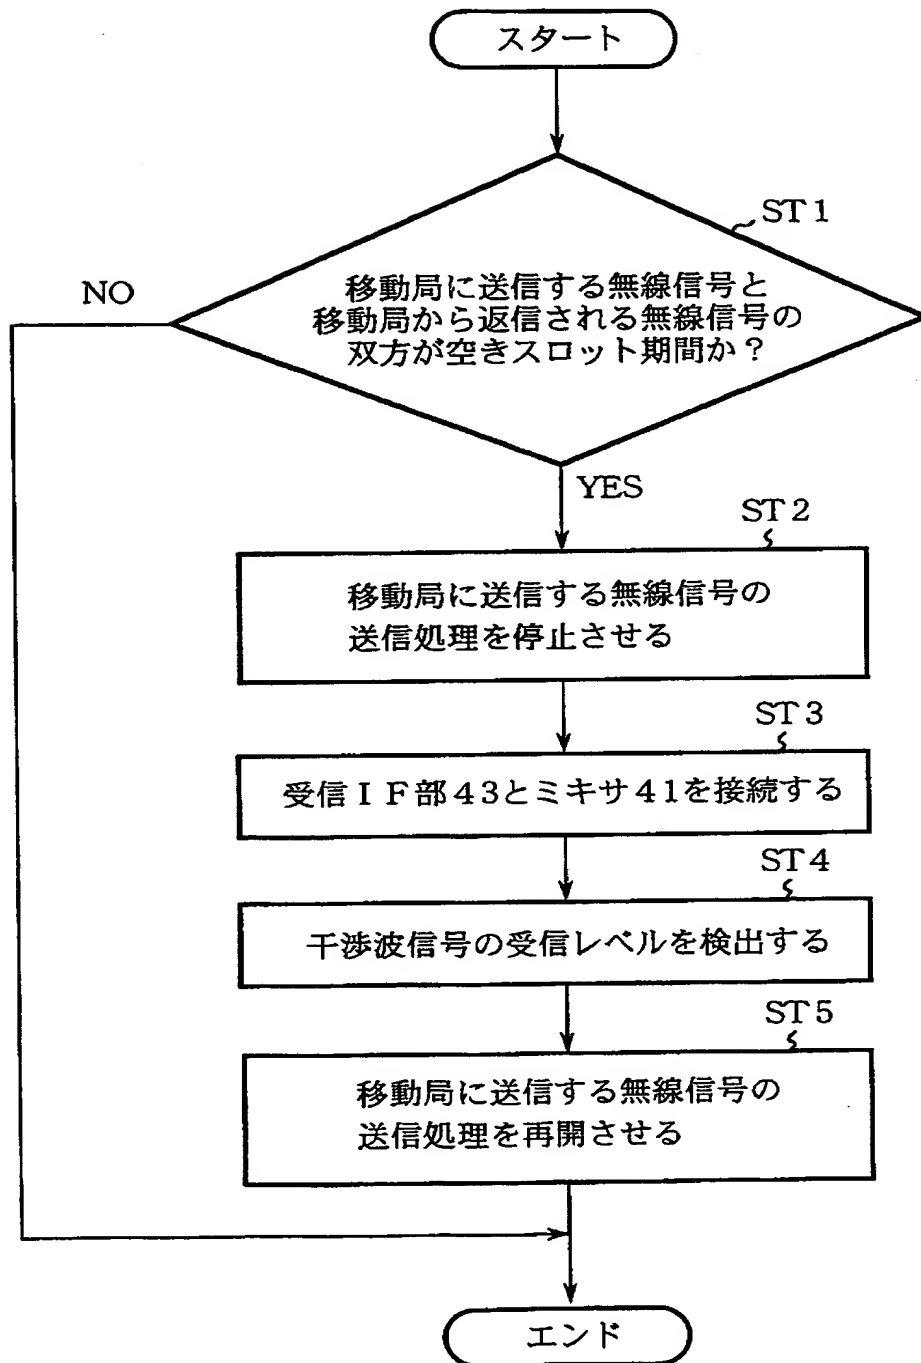 スタート
ST1
移動局に送信する無線信号と
移動局から返信される無線信号の
双方が空きスロット期間か？
NO
YES
ST2
移動局に送信する無線信号の
送信処理を停止させる
ST3
受信ＩＦ部４３とミキサ４１を接続する
ST4
干渉波信号の受信レベルを検出する
ST5
移動局に送信する無線信号の
送信処理を再開させる
エンド